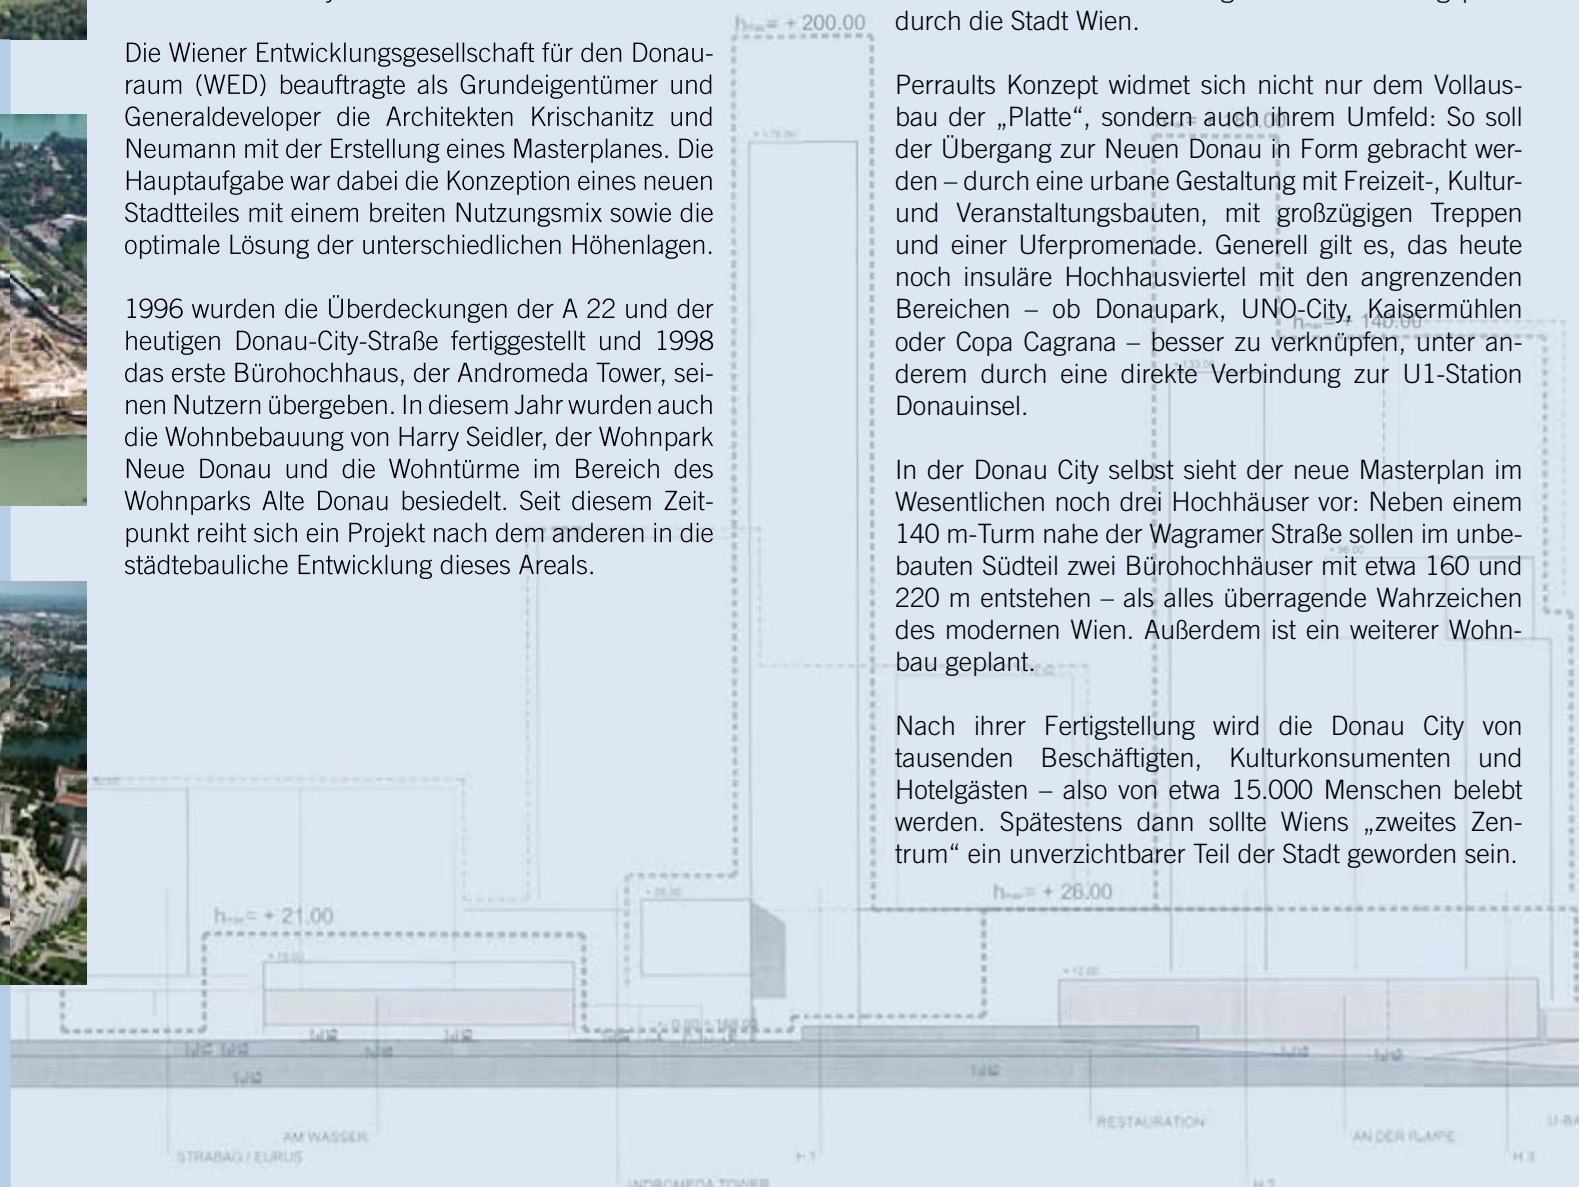 Die Wiener Entwicklungsgesellschaft für den Donau-
raum (WED) beauftragte als Grundeigentümer und
Generaldeveloper die Architekten Krischanitz und
Neumann mit der Erstellung eines Masterplanes. Die
Hauptaufgabe war dabei die Konzeption eines neuen
Stadtteiles mit einem breiten Nutzungsmix sowie die
optimale Lösung der unterschiedlichen Höhenlagen.
1996 wurden die Überdeckungen der A 22 und der
heutigen Donau-City-Straße fertiggestellt und 1998
das erste Bürohochhaus, der Andromeda Tower, sei-
nen Nutzern übergeben. In diesem Jahr wurden auch
die Wohnbebauung von Harry Seidler, der Wohnpark
Neue Donau und die Wohntürme im Bereich des
Wohnparks Alte Donau besiedelt. Seit diesem Zeit-
punkt reiht sich ein Projekt nach dem anderen in die
städtebauliche Entwicklung dieses Areals.
durch die Stadt Wien.
Perraults Konzept widmet sich nicht nur dem Vollaus-
bau der „Platte“, sondern auch ihrem Umfeld: So soll
der Übergang zur Neuen Donau in Form gebracht wer-
den – durch eine urbane Gestaltung mit Freizeit-, Kultur-
und Veranstaltungsbauten, mit großzügigen Treppen
und einer Uferpromenade. Generell gilt es, das heute
noch insuläre Hochhausviertel mit den angrenzenden
Bereichen – ob Donaupark, UNO-City, Kaisermühlen
oder Copa Cagrana – besser zu verknüpfen, unter an-
derem durch eine direkte Verbindung zur U1-Station
Donauinsel.
In der Donau City selbst sieht der neue Masterplan im
Wesentlichen noch drei Hochhäuser vor: Neben einem
140 m-Turm nahe der Wagramer Straße sollen im unbe-
bauten Südteil zwei Bürohochhäuser mit etwa 160 und
220 m entstehen – als alles überragende Wahrzeichen
des modernen Wien. Außerdem ist ein weiterer Wohn-
bau geplant.
Nach ihrer Fertigstellung wird die Donau City von
tausenden Beschäftigten, Kulturkonsumenten und
Hotelgästen – also von etwa 15.000 Menschen belebt
werden. Spätestens dann sollte Wiens „zweites Zen-
trum“ ein unverzichtbarer Teil der Stadt geworden sein.
= + 200.00
+ 140.00
= + 26.00
= + 21.00
RESTAURATION
AM WASSER
AN DER RAMPE
STRABAG / EURUS
H 1
H 3
ANDROMEDA TOWER
H 2